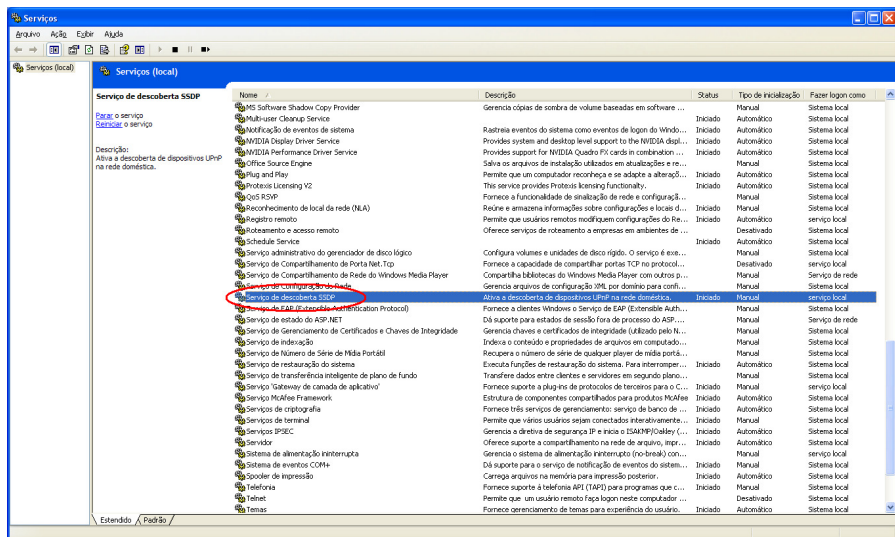 Serviços
Arquivo Ação Exibir Ajuda
Serviços (local)
Serviços (local)
Serviço de descoberta SSDP
Parar o serviço
Reiniciar o serviço
Descrição:
Ativa a descoberta de dispositivos UPnP
na rede doméstica.
Nome Descrição Status Tipo de inicialização Fazer logon como
MS Software Shadow Copy Provider Gerencia cópias de sombra de volume baseadas em software ... Manual Sistema local
Multi-user Cleanup Service Iniciado Automático Sistema local
Notificação de eventos de sistema Rastreia eventos do sistema como eventos de logon do Windo... Iniciado Automático Sistema local
NVIDIA Display Driver Service Provides system and desktop level support to the NVIDIA displ... Iniciado Automático Sistema local
NVIDIA Performance Driver Service Provides support for NVIDIA Quadro FX cards in combination ... Iniciado Automático Sistema local
Office Source Engine Salva os arquivos de instalação utilizados em atualizações e re... Manual Sistema local
Plug and Play Permite que um computador reconheça e se adapte a alteraçõ... Iniciado Automático Sistema local
Protexis Licensing V2 This service provides Protexis licensing functionalty. Iniciado Automático Sistema local
QoS RSVP Fornece a funcionalidade de sinalização de rede e configuraçã... Manual Sistema local
Reconhecimento de local da rede (NLA) Reúne e armazena informações sobre configurações e locais d... Iniciado Manual Sistema local
Registro remoto Permite que usuários remotos modifiquem configurações do Re... Iniciado Automático serviço local
Roteamento e acesso remoto Oferece serviços de roteamento a empresas em ambientes de ... Desativado Sistema local
Schedule Service Iniciado Automático Sistema local
Serviço administrativo do gerenciador de disco lógico Configura volumes e unidades de disco rígido. O serviço é exe... Manual Sistema local
Serviço de Compartilhamento de Porta Net.Tcp Fornece a capacidade de compartilhar portas TCP no protocol... Desativado serviço local
Serviço de Compartilhamento de Rede do Windows Media Player Compartilha bibliotecas do Windows Media Player com outros p... Manual Serviço de rede
Serviço de Configuração do Rede Gerencia arquivos de configuração XML por domínio para confi... Manual Sistema local
Serviço de descoberta SSDP Ativa a descoberta de dispositivos UPnP na rede doméstica. Iniciado Manual serviço local
Serviço de EAP (Extensible Authentication Protocol) Fornece a clientes Windows o Serviço de EAP (Extensible Auth... Manual Sistema local
Serviço de estado do ASP.NET Dá suporte para estados de sessão fora de processo do ASP.... Manual Serviço de rede
Serviço de Gerenciamento de Certificados e Chaves de Integridade Gerencia chaves e certificados de integridade (utilizado pelo N... Manual Sistema local
Serviço de indexação Indexa o conteúdo e propriedades de arquivos em computado... Manual Sistema local
Serviço de Número de Série de Mídia Portátil Recupera o número de série de qualquer player de mídia portá... Manual Sistema local
Serviço de restauração do sistema Executa funções de restauração do sistema. Para interromper... Iniciado Automático Sistema local
Serviço de transferência inteligente de plano de fundo Transfere dados entre clientes e servidores em segundo plano... Manual Sistema local
Serviço 'Gateway de camada de aplicativo' Fornece suporte a plug-ins de protocolos de terceiros para o C... Iniciado Manual serviço local
Serviço McAfee Framework Estrutura de componentes compartilhados para produtos McAfee Iniciado Automático Sistema local
Serviços de criptografia Fornece três serviços de gerenciamento: serviço de banco de ... Iniciado Automático Sistema local
Serviços de terminal Permite que vários usuários sejam conectados interativamente... Iniciado Manual Sistema local
Serviços IPSEC Gerencia a diretiva de segurança IP e inicia o ISAKMP/Oakley (... Iniciado Automático Sistema local
Servidor Oferece suporte a compartilhamento na rede de arquivo, impr... Iniciado Automático Sistema local
Sistema de alimentação ininterrupta Gerencia o sistema de alimentação ininterrupto (no-break) con... Manual serviço local
Sistema de eventos COM+ Dá suporte para o serviço de notificação de eventos do sistem... Iniciado Manual Sistema local
Spooler de impressão Carrega arquivos na memória para impressão posterior. Iniciado Automático Sistema local
Telefonia Fornece suporte à telefonia API (TAPI) para programas que c... Iniciado Manual Sistema local
Telnet Permite que um usuário remoto faça logon neste computador ... Desativado Sistema local
Temas Fornece gerenciamento de temas para experiência do usuário. Iniciado Automático Sistema local
Estendido Padrão